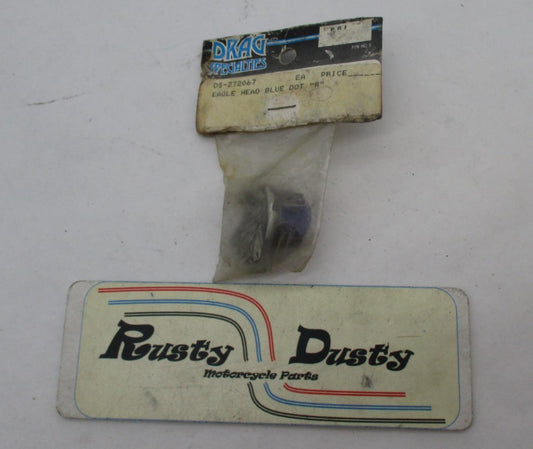 DRAG
SPECIALTIES
DS-272067 EA PRICE
EAGLE HEAD BLUE DOT "R"
Rusty Dusty
Motorcycle Parts